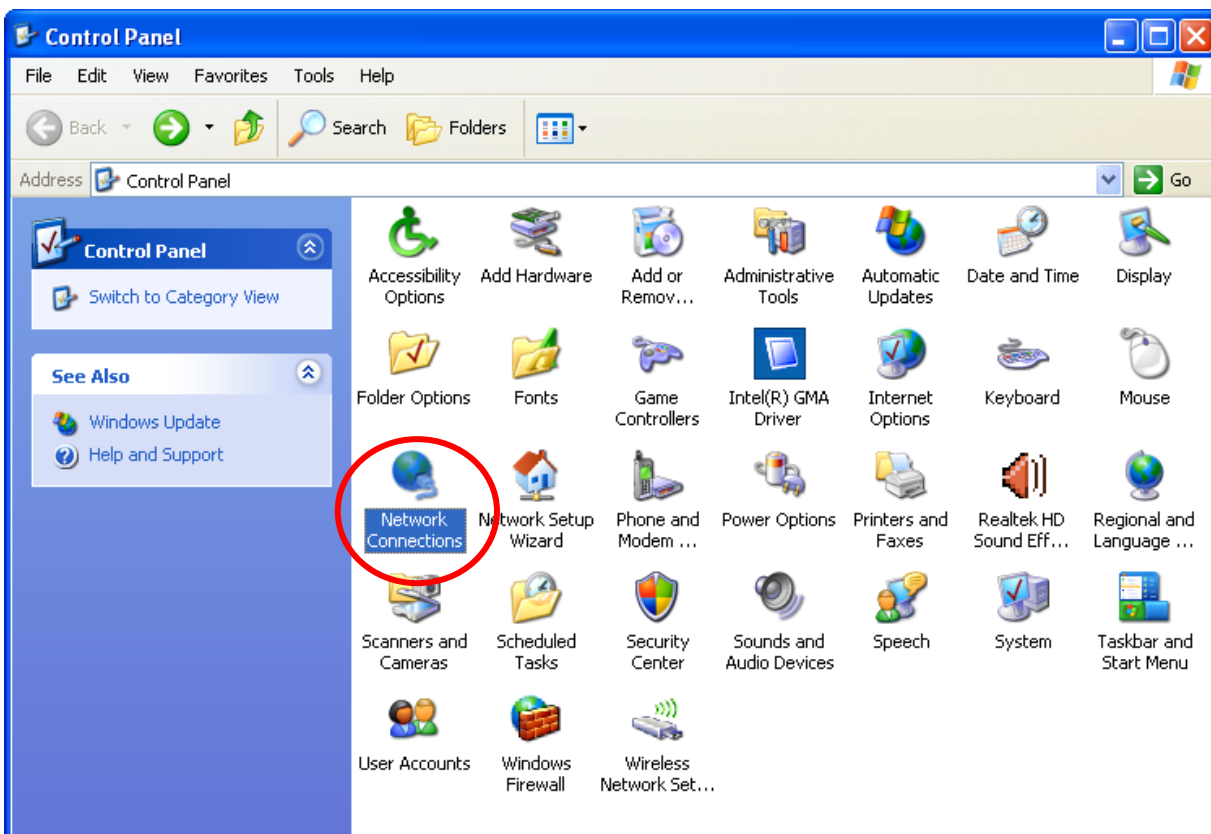 Control Panel
File Edit View Favorites Tools Help
Back Search Folders
Address Control Panel Go
Control Panel
Switch to Category View
See Also
Windows Update
Help and Support
Accessibility Options
Add Hardware
Add or Remov...
Administrative Tools
Automatic Updates
Date and Time
Display
Folder Options
Fonts
Game Controllers
Intel(R) GMA Driver
Internet Options
Keyboard
Mouse
Network Connections
Network Setup Wizard
Phone and Modem ...
Power Options
Printers and Faxes
Realtek HD Sound Eff...
Regional and Language ...
Scanners and Cameras
Scheduled Tasks
Security Center
Sounds and Audio Devices
Speech
System
Taskbar and Start Menu
User Accounts
Windows Firewall
Wireless Network Set...